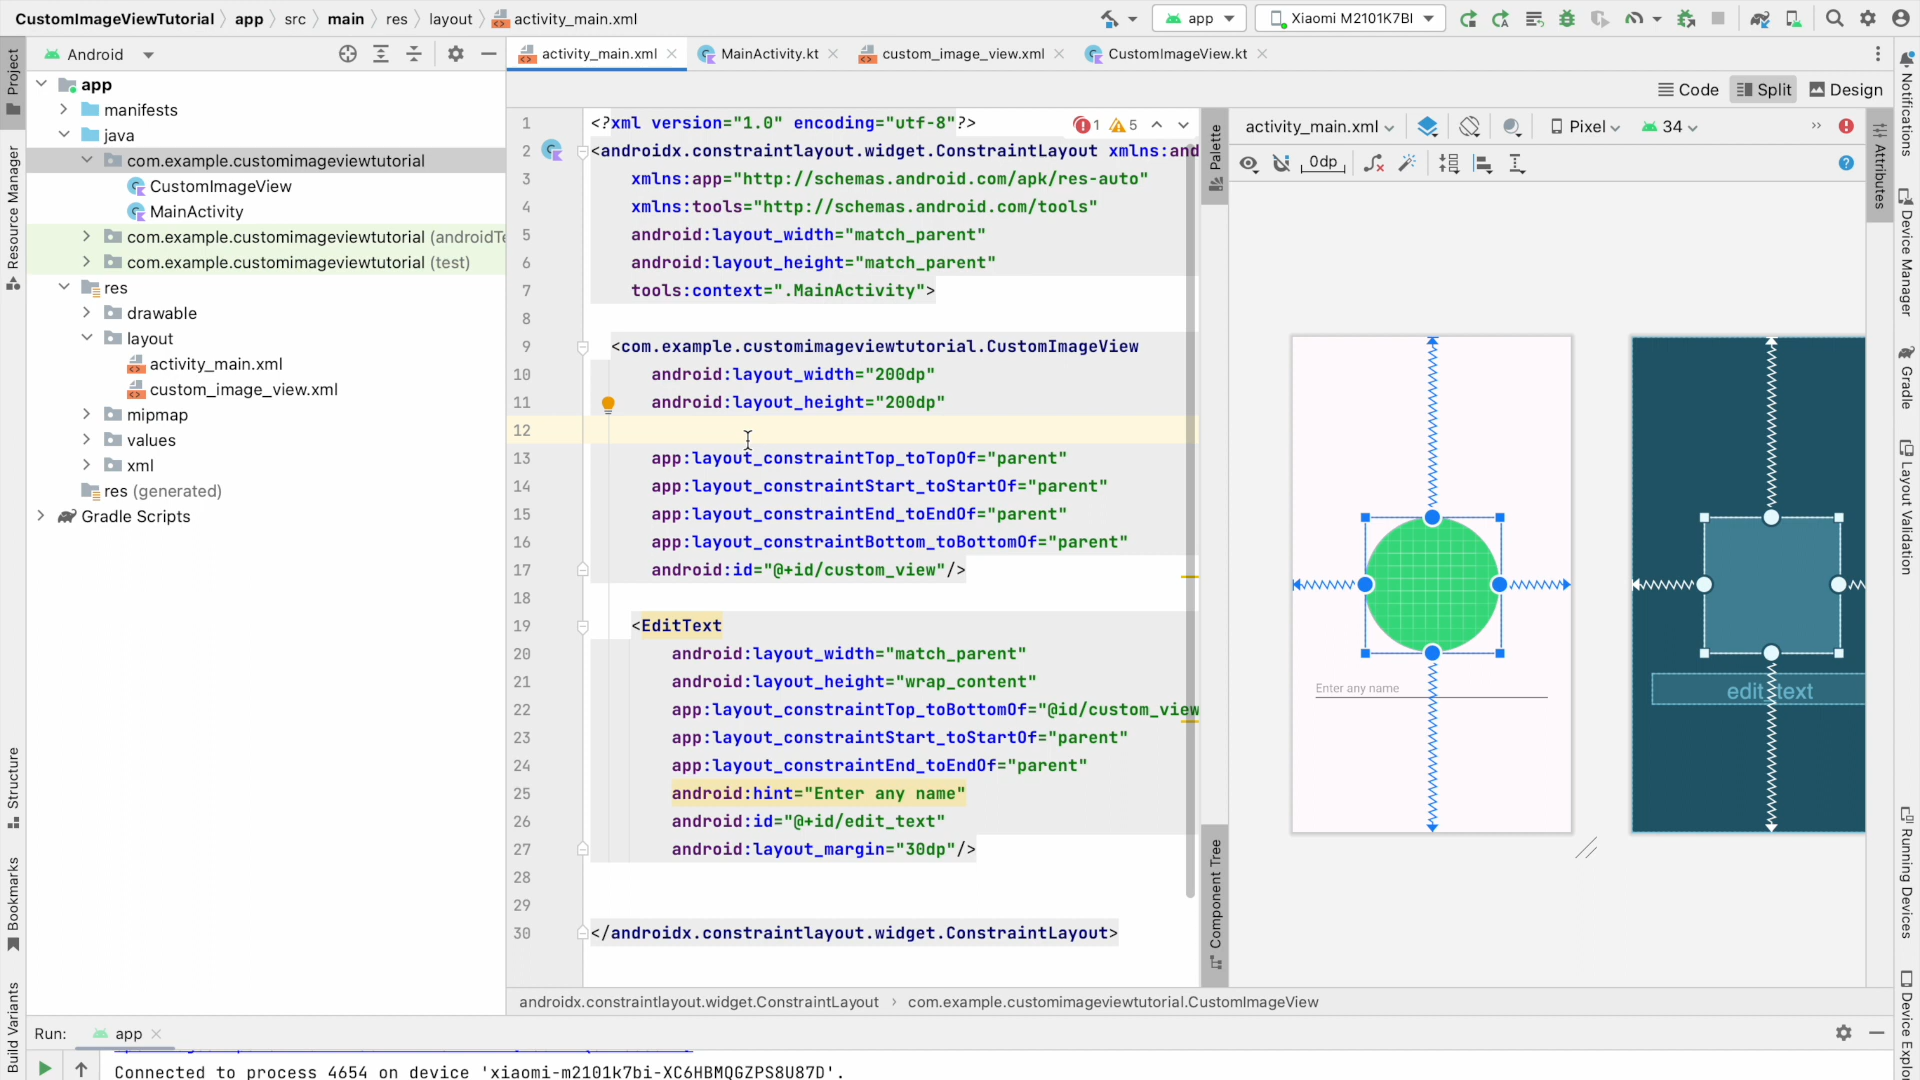 CustomImageViewTutorial app src main res layout activity_main.xml
app
Xiaomi M2101K7BI
Android
activity_main.xml
MainActivity.kt
custom_image_view.xml
CustomImageView.kt
Code
Split
Design
Project
Resource Manager
Structure
Bookmarks
Build Variants
app
manifests
java
com.example.customimageviewtutorial
CustomImageView
MainActivity
com.example.customimageviewtutorial (androidTe
com.example.customimageviewtutorial (test)
res
drawable
layout
activity_main.xml
custom_image_view.xml
mipmap
values
xml
res (generated)
Gradle Scripts
1 <?xml version="1.0" encoding="utf-8"?>
1 5
2 <androidx.constraintlayout.widget.ConstraintLayout xmlns:and
3 xmlns:app="http://schemas.android.com/apk/res-auto"
4 xmlns:tools="http://schemas.android.com/tools"
5 android:layout_width="match_parent"
6 android:layout_height="match_parent"
7 tools:context=".MainActivity">
8
9 <com.example.customimageviewtutorial.CustomImageView
10 android:layout_width="200dp"
11 android:layout_height="200dp"
12
13 app:layout_constraintTop_toTopOf="parent"
14 app:layout_constraintStart_toStartOf="parent"
15 app:layout_constraintEnd_toEndOf="parent"
16 app:layout_constraintBottom_toBottomOf="parent"
17 android:id="@+id/custom_view"/>
18
19 <EditText
20 android:layout_width="match_parent"
21 android:layout_height="wrap_content"
22 app:layout_constraintTop_toBottomOf="@id/custom_view
23 app:layout_constraintStart_toStartOf="parent"
24 app:layout_constraintEnd_toEndOf="parent"
25 android:hint="Enter any name"
26 android:id="@+id/edit_text"
27 android:layout_margin="30dp"/>
28
29
30 </androidx.constraintlayout.widget.ConstraintLayout>
androidx.constraintlayout.widget.ConstraintLayout › com.example.customimageviewtutorial.CustomImageView
Palette
Component Tree
activity_main.xml
Pixel
34
0dp
Enter any name
edit_text
Attributes
Notifications
Device Manager
Gradle
Layout Validation
Running Devices
Device Explor
Run: app
Connected to process 4654 on device 'xiaomi-m2101k7bi-XC6HBMQGZPS8U87D'.